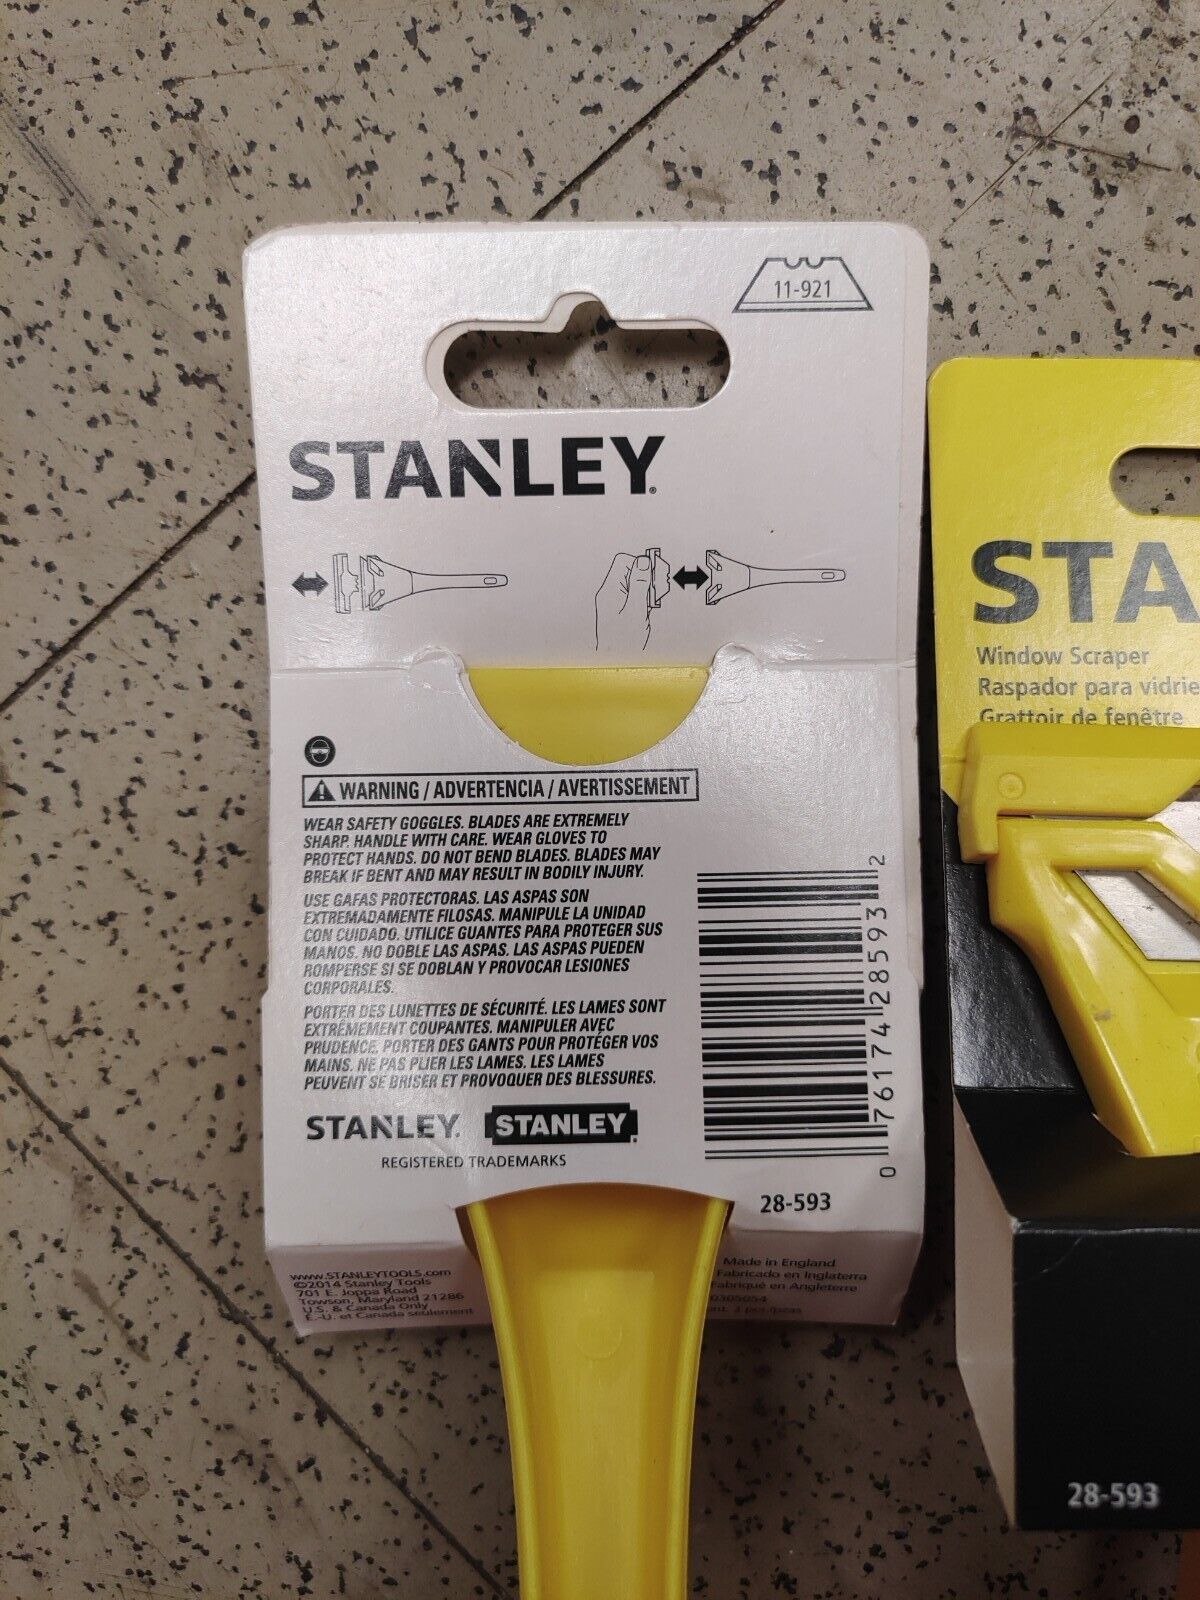 11-921
STANLEY®
WARNING / ADVERTENCIA / AVERTISSEMENT
WEAR SAFETY GOGGLES. BLADES ARE EXTREMELY
SHARP. HANDLE WITH CARE. WEAR GLOVES TO
PROTECT HANDS. DO NOT BEND BLADES. BLADES MAY
BREAK IF BENT AND MAY RESULT IN BODILY INJURY.
USE GAFAS PROTECTORAS. LAS ASPAS SON
EXTREMADAMENTE FILOSAS. MANIPULE LA UNIDAD
CON CUIDADO. UTILICE GUANTES PARA PROTEGER SUS
MANOS. NO DOBLE LAS ASPAS. LAS ASPAS PUEDEN
ROMPERSE SI SE DOBLAN Y PROVOCAR LESIONES
CORPORALES.
PORTER DES LUNETTES DE SÉCURITÉ. LES LAMES SONT
EXTRÊMEMENT COUPANTES. MANIPULER AVEC
PRUDENCE. PORTER DES GANTS POUR PROTÉGER VOS
MAINS. NE PAS PLIER LES LAMES. LES LAMES
PEUVENT SE BRISER ET PROVOQUER DES BLESSURES.
STANLEY. STANLEY.
REGISTERED TRADEMARKS
0 76174 28593 2
28-593
www.STANLEYTOOLS.com
©2014 Stanley Tools
701 E. Joppa Road
Towson, Maryland 21286
U.S. & Canada Only
É.-U. et Canada seulement
Made in England
Fabricado en Inglaterra
Fabriqué en Angleterre
0305054
STA
Window Scraper
Raspador para vidrie
Grattoir de fenêtre
28-593